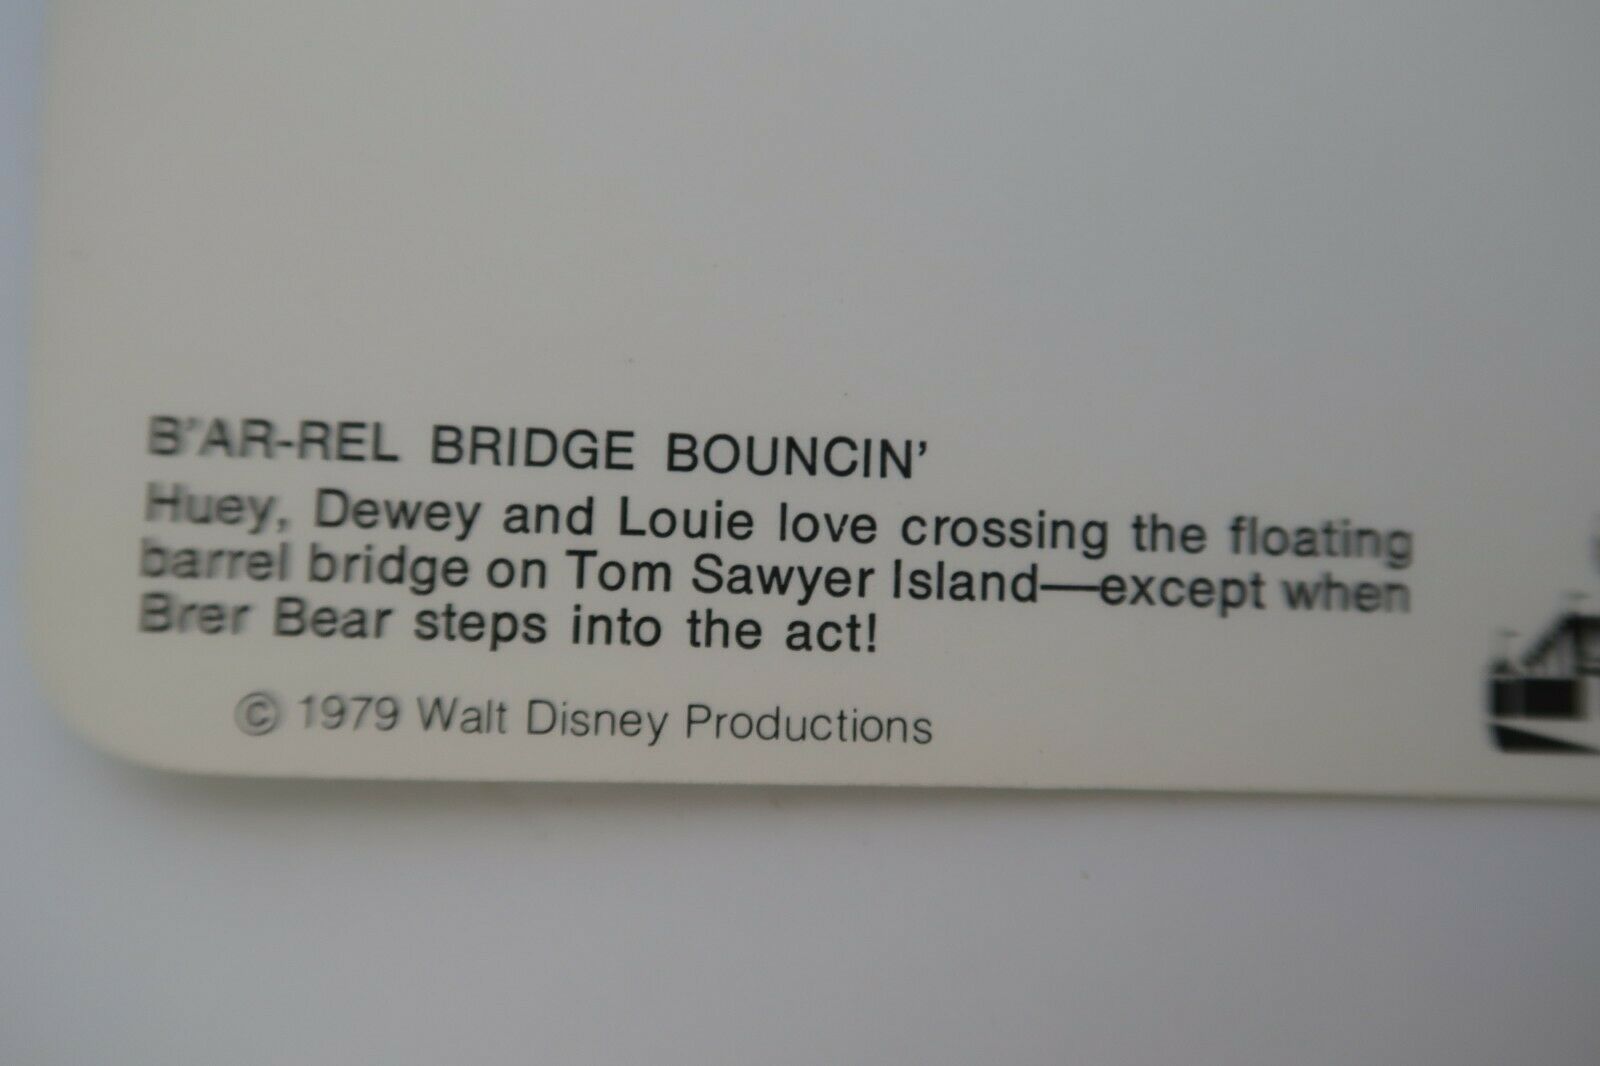 B'AR-REL BRIDGE BOUNCIN'
Huey, Dewey and Louie love crossing the floating
barrel bridge on Tom Sawyer Island—except when
Brer Bear steps into the act!
© 1979 Walt Disney Productions